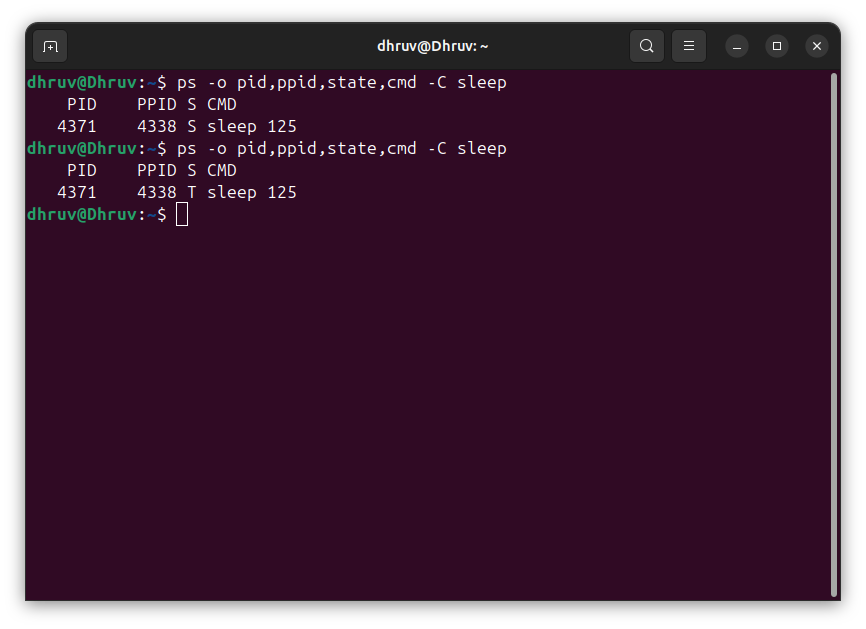 dhruv@Dhruv: ~
dhruv@Dhruv:~$ ps -o pid,ppid,state,cmd -C sleep
    PID    PPID S CMD
   4371    4338 S sleep 125
dhruv@Dhruv:~$ ps -o pid,ppid,state,cmd -C sleep
    PID    PPID S CMD
   4371    4338 T sleep 125
dhruv@Dhruv:~$